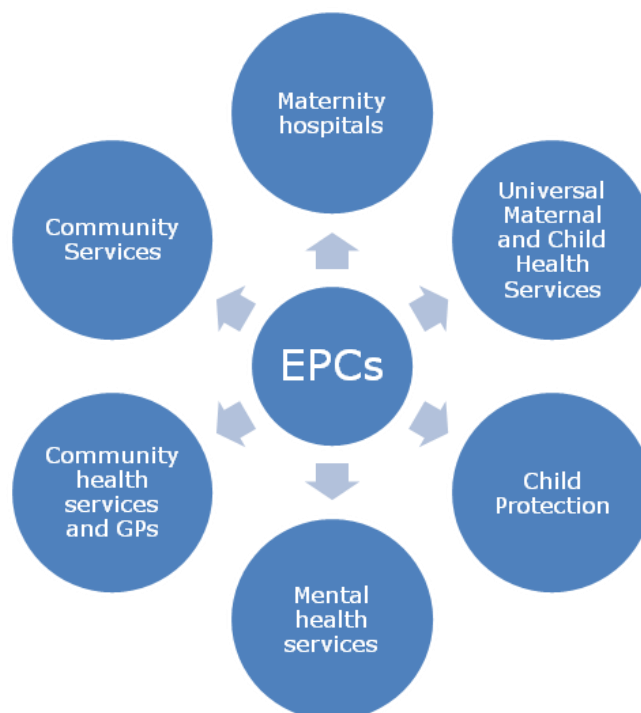 Maternity
hospitals
Universal
Maternal
and Child
Health
Services
Child
Protection
Mental
health
services
Community
health
services
and GPs
Community
Services
EPCs